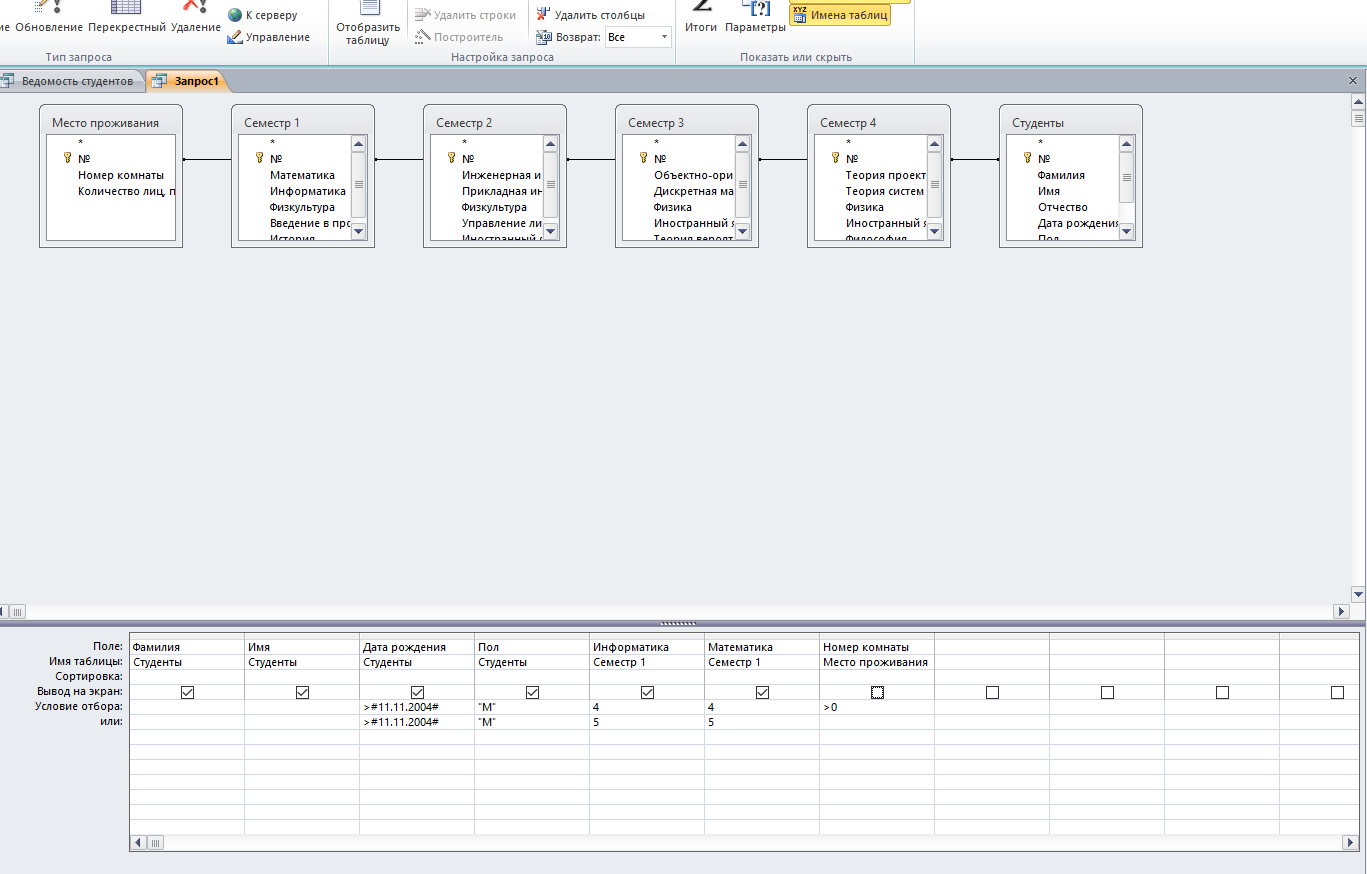 Обновление Перекрестный Удаление
К серверу
Управление
Тип запроса
Отобразить
таблицу
Удалить строки
Построитель
Удалить столбцы
Возврат: Все
Настройка запроса
Итоги Параметры
Имена таблиц
Показать или скрыть
Ведомость студентов Запрос1
Место проживания
*
№
Номер комнаты
Количество лиц, п
Семестр 1
*
№
Математика
Информатика
Физкультура
Введение в прс
История
Семестр 2
*
№
Инженерная и
Прикладная ин
Физкультура
Управление ли
Иностранный я
Семестр 3
*
№
Объектно-ори
Дискретная ма
Физика
Иностранный я
Теория вероят
Семестр 4
*
№
Теория проект
Теория систем
Физика
Иностранный я
Философия
Студенты
*
№
Фамилия
Имя
Отчество
Дата рождения
Пол
Поле: Фамилия Имя Дата рождения Пол Информатика Математика Номер комнаты
Имя таблицы: Студенты Студенты Студенты Студенты Семестр 1 Семестр 1 Место проживания
Сортировка:
Вывод на экран:
Условие отбора: >#11.11.2004# "М" 4 4 >0
или: >#11.11.2004# "М" 5 5